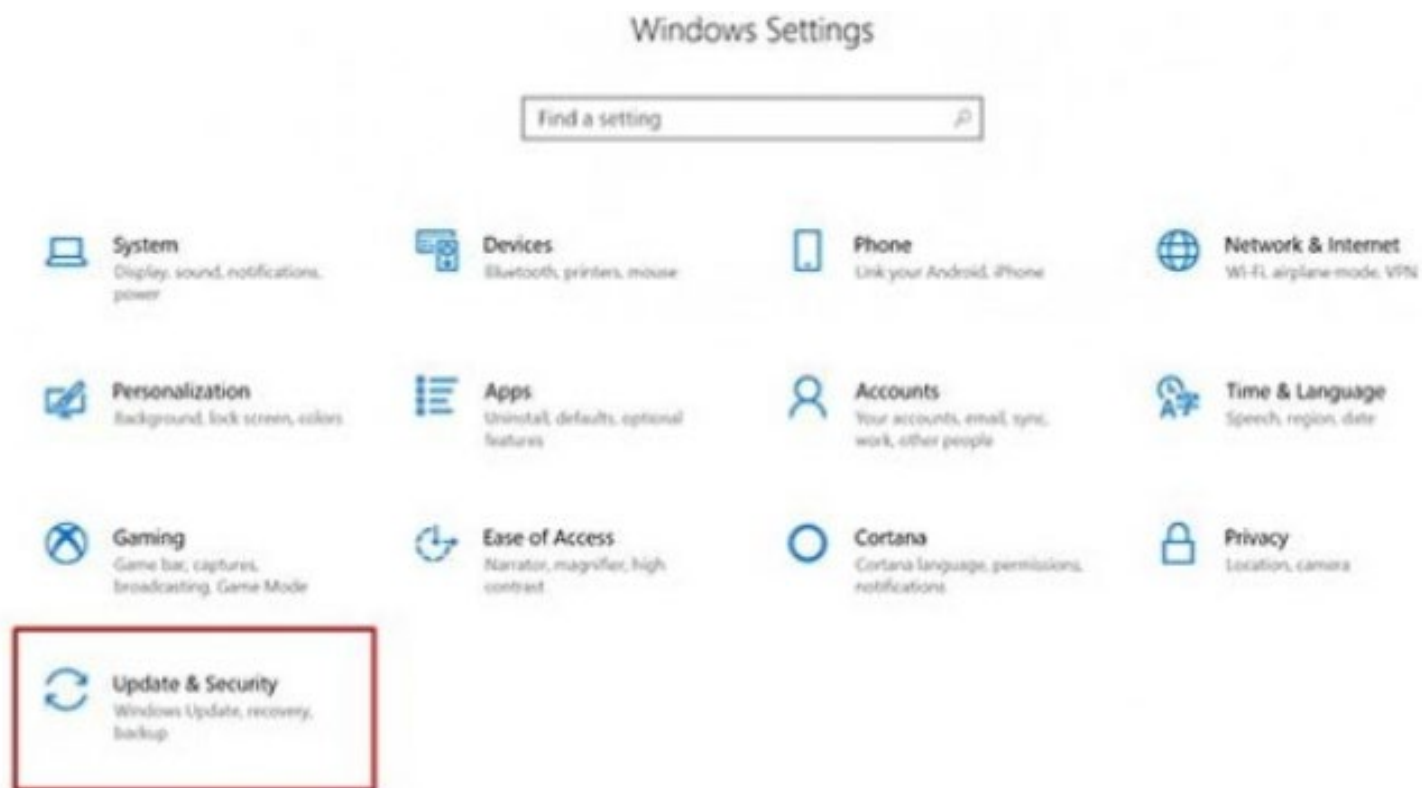 Windows Settings
Find a setting
System
Display, sound, notifications,
power
Devices
Bluetooth, printers, mouse
Phone
Link your Android, iPhone
Network & Internet
Wi-Fi, airplane mode, VPN
Personalization
Background, lock screen, colors
Apps
Uninstall, defaults, optional
features
Accounts
Your accounts, email, sync,
work, other people
Time & Language
Speech, region, date
Gaming
Game bar, captures,
broadcasting, Game Mode
Ease of Access
Narrator, magnifier, high
contrast
Cortana
Cortana language, permissions,
notifications
Privacy
Location, camera
Update & Security
Windows Update, recovery,
backup